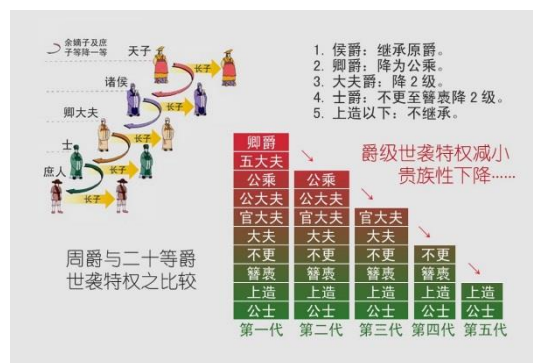 余嫡子及庶
子等降一等
天子
长子
诸侯
长子
卿大夫
长子
士
长子
庶人
长子
1. 侯爵：继承原爵。
2. 卿爵：降为公乘。
3. 大夫爵：降 2 级。
4. 士爵：不更至簪裹降 2 级。
5. 上造以下：不继承。
爵级世袭特权减小
贵族性下降……
周爵与二十等爵
世袭特权之比较
卿爵
五大夫
公乘 公乘
公大夫 公大夫
官大夫 官大夫 官大夫
大夫 大夫 大夫
不更 不更 不更 不更
簪裹 簪裹 簪裹 簪裹
上造 上造 上造 上造 上造
公士 公士 公士 公士 公士
第一代 第二代 第三代 第四代 第五代